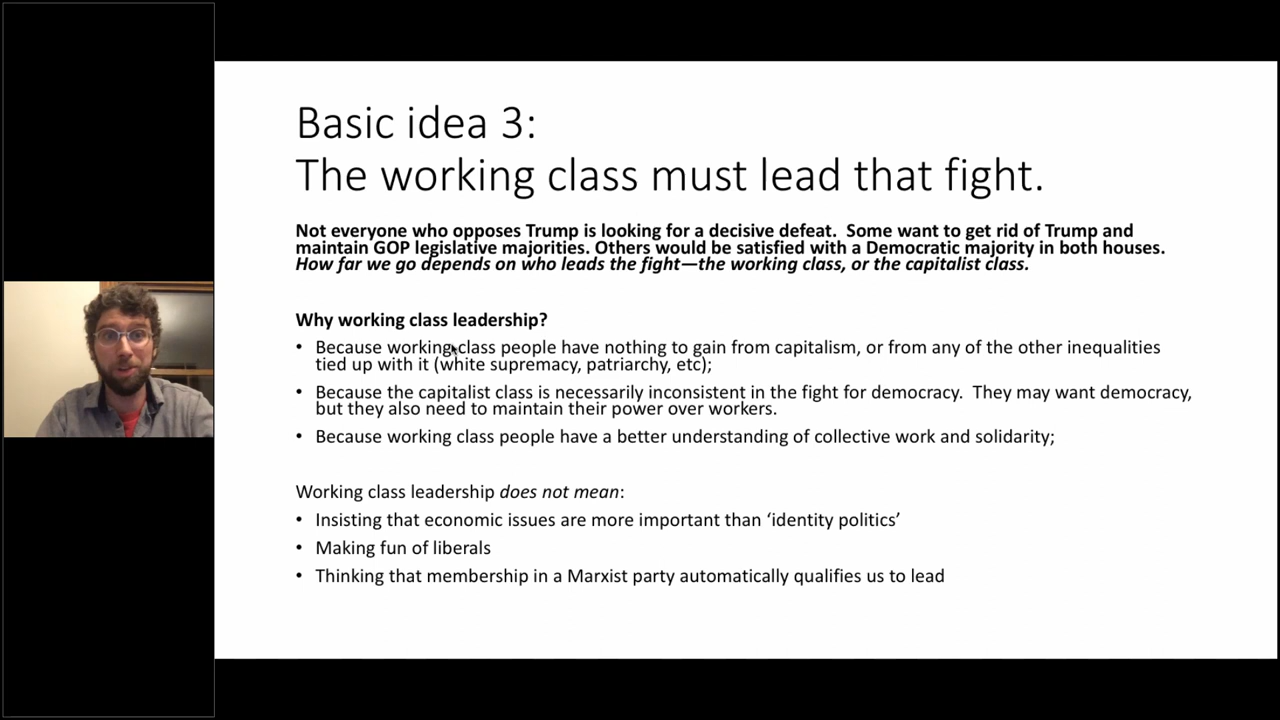 Basic idea 3:
The working class must lead that fight.
Not everyone who opposes Trump is looking for a decisive defeat.  Some want to get rid of Trump and
maintain GOP legislative majorities. Others would be satisfied with a Democratic majority in both houses.
How far we go depends on who leads the fight—the working class, or the capitalist class.
Why working class leadership?
• Because working class people have nothing to gain from capitalism, or from any of the other inequalities
tied up with it (white supremacy, patriarchy, etc);
• Because the capitalist class is necessarily inconsistent in the fight for democracy.  They may want democracy,
but they also need to maintain their power over workers.
• Because working class people have a better understanding of collective work and solidarity;
Working class leadership does not mean:
• Insisting that economic issues are more important than ‘identity politics’
• Making fun of liberals
• Thinking that membership in a Marxist party automatically qualifies us to lead